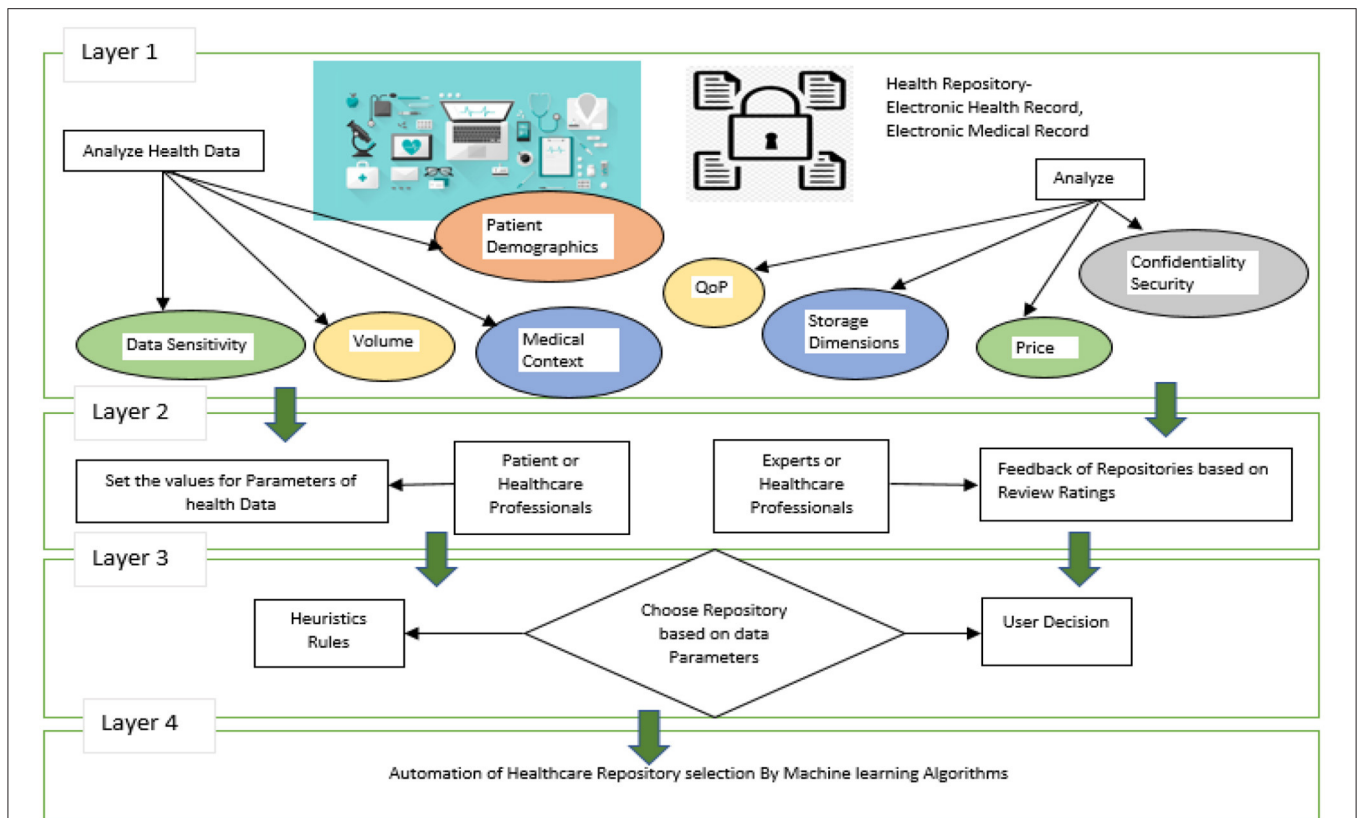 Layer 1
Health Repository-
Electronic Health Record,
Electronic Medical Record
Analyze Health Data
Analyze
Patient
Demographics
Confidentiality
Security
QoP
Data Sensitivity
Volume
Medical
Context
Storage
Dimensions
Price
Layer 2
Set the values for Parameters of
health Data
Patient or
Healthcare
Professionals
Experts or
Healthcare
Professionals
Feedback of Repositories based on
Review Ratings
Layer 3
Heuristics
Rules
Choose Repository
based on data
Parameters
User Decision
Layer 4
Automation of Healthcare Repository selection By Machine learning Algorithms